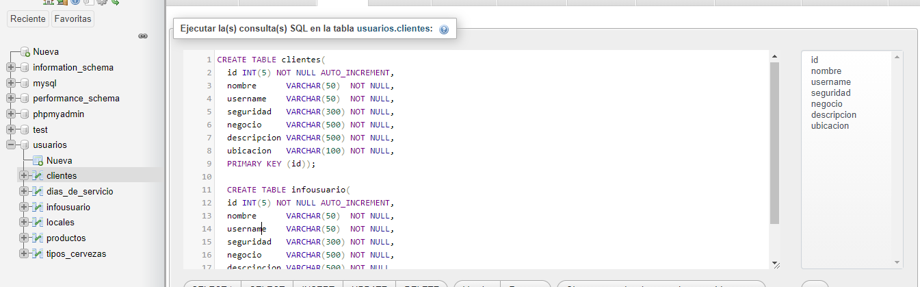 Reciente Favoritas
Nueva
information_schema
mysql
performance_schema
phpmyadmin
test
usuarios
Nueva
clientes
dias_de_servicio
infousuario
locales
productos
tipos_cervezas
Ejecutar la(s) consulta(s) SQL en la tabla usuarios.clientes:
1 CREATE TABLE clientes(
2 id INT(5) NOT NULL AUTO_INCREMENT,
3 nombre VARCHAR(50) NOT NULL,
4 username VARCHAR(50) NOT NULL,
5 seguridad VARCHAR(300) NOT NULL,
6 negocio VARCHAR(500) NOT NULL,
7 descripcion VARCHAR(500) NOT NULL,
8 ubicacion VARCHAR(100) NOT NULL,
9 PRIMARY KEY (id));
10
11 CREATE TABLE infousuario(
12 id INT(5) NOT NULL AUTO_INCREMENT,
13 nombre VARCHAR(50) NOT NULL,
14 username VARCHAR(50) NOT NULL,
15 seguridad VARCHAR(300) NOT NULL,
16 negocio VARCHAR(500) NOT NULL,
17 descripcion VARCHAR(500) NOT NULL,
id
nombre
username
seguridad
negocio
descripcion
ubicacion